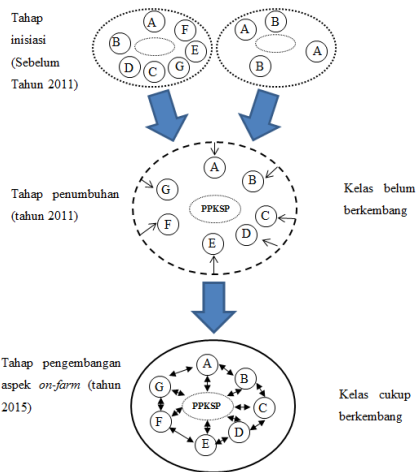 Tahap
inisiasi
(Sebelum
Tahun 2011)
A
F
B
E
D
C
G
B
A
A
B
Tahap penumbuhan
(tahun 2011)
A
G
B
PPKSP
C
F
D
E
Kelas belum
berkembang
Tahap pengembangan
aspek on-farm (tahun
2015)
A
G
B
PPKSP
C
F
D
E
Kelas cukup
berkembang